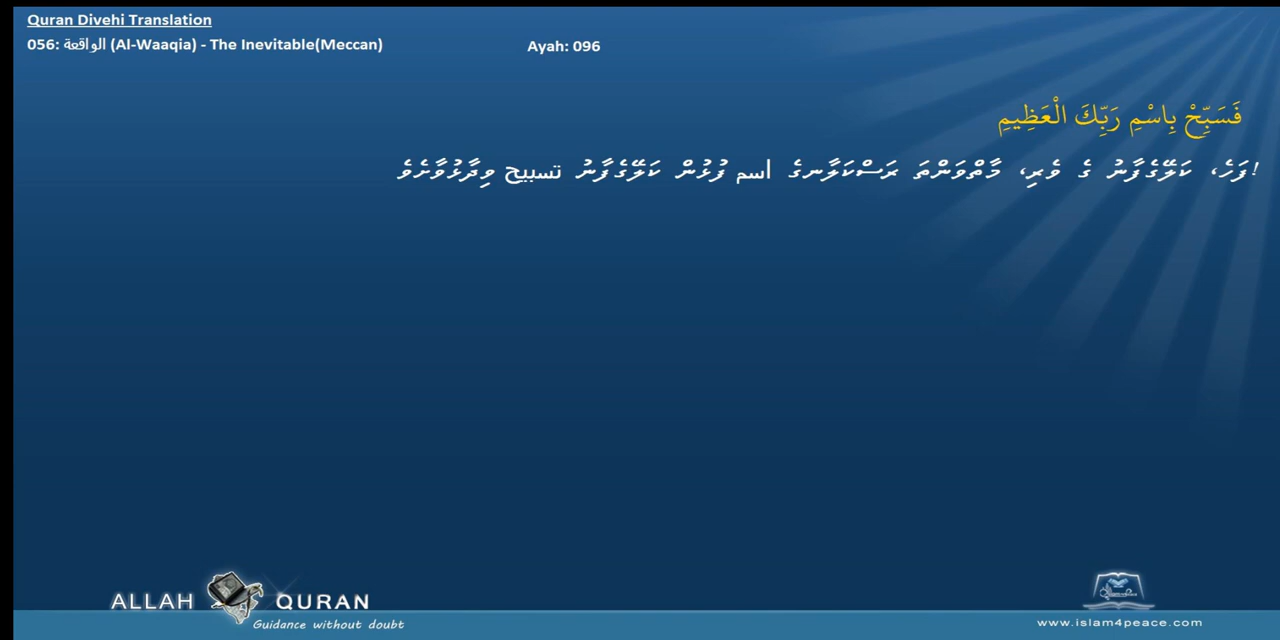 Quran Divehi Translation
056: الواقعة (Al-Waaqia) - The Inevitable(Meccan)
Ayah: 096
فَسَبِّحْ بِاسْمِ رَبِّكَ الْعَظِيمِ
!ފަހެ، ކަލޭގެފާނު ގެ ވެރި، މާތްވަންތަ ރަސްކަލާނގެ اسم ފުޅުން ކަލޭގެފާނު تسبيح ވިދާޅުވާށެވެ
ALLAH QURAN
Guidance without doubt
www.islam4peace.com